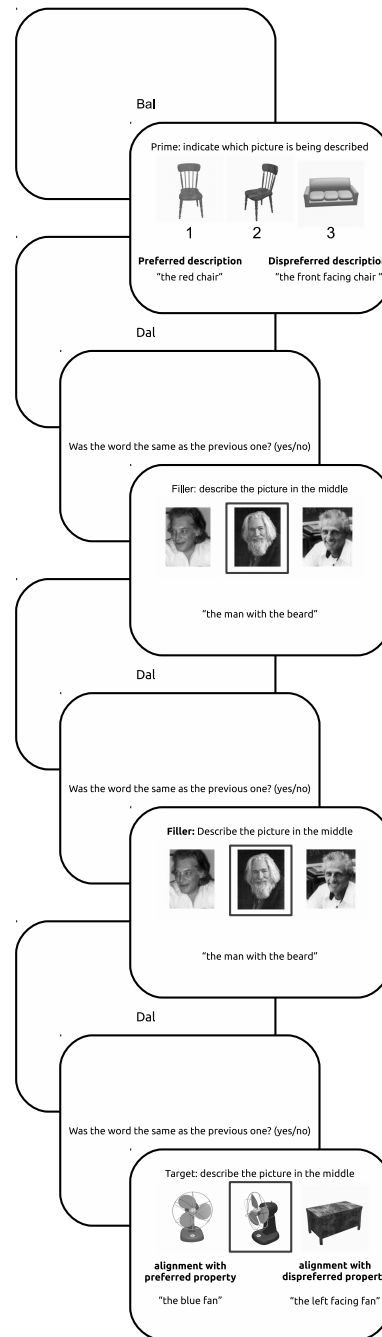 Bal
Prime: indicate which picture is being described
1 2 3
Preferred description Dispreferred description
"the red chair" "the front facing chair "
Dal
Was the word the same as the previous one? (yes/no)
Filler: describe the picture in the middle
"the man with the beard"
Dal
Was the word the same as the previous one? (yes/no)
Filler: Describe the picture in the middle
"the man with the beard"
Dal
Was the word the same as the previous one? (yes/no)
Target: describe the picture in the middle
alignment with alignment with
preferred property dispreferred propert
"the blue fan" "the left facing fan"